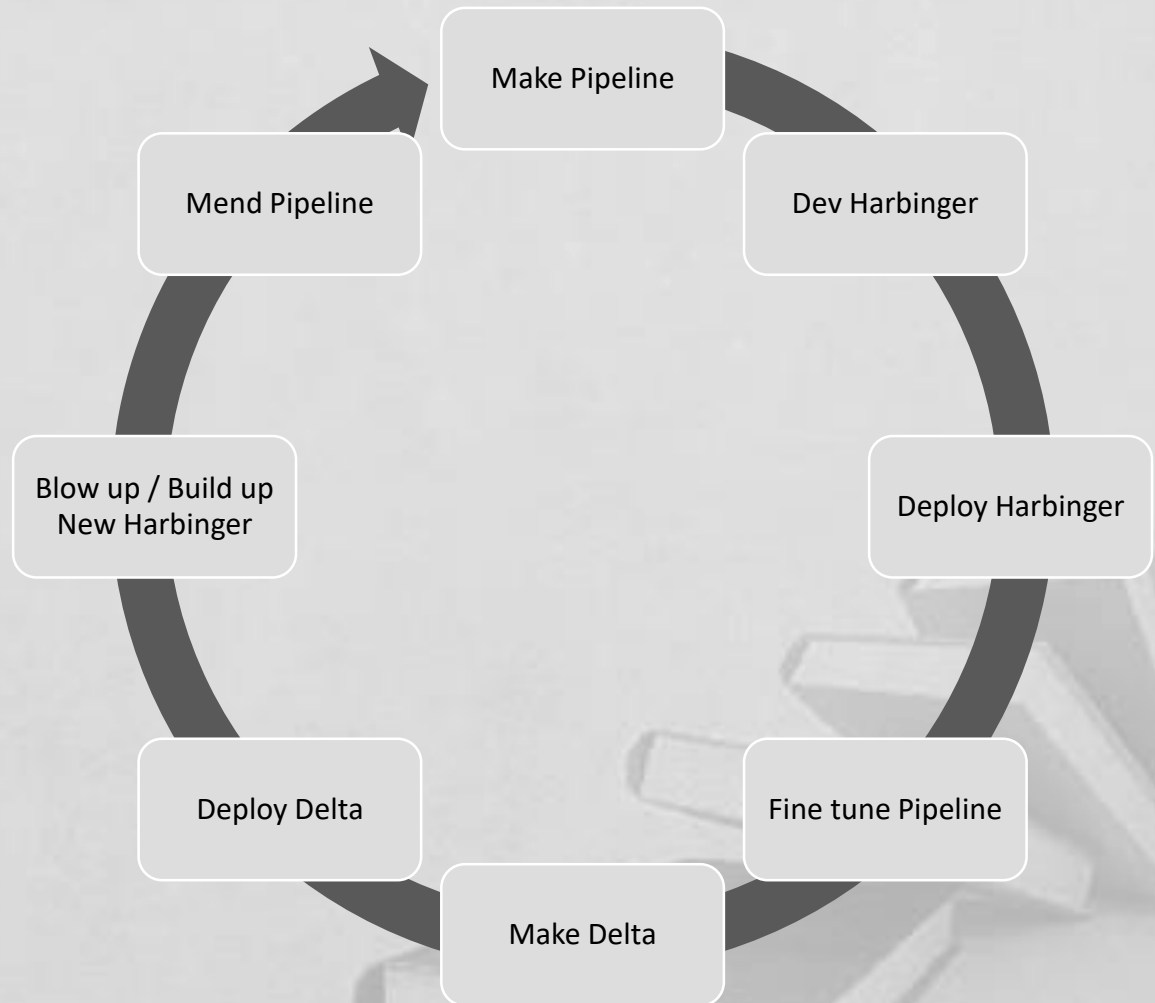 Make Pipeline
Dev Harbinger
Deploy Harbinger
Fine tune Pipeline
Make Delta
Deploy Delta
Blow up / Build up
New Harbinger
Mend Pipeline